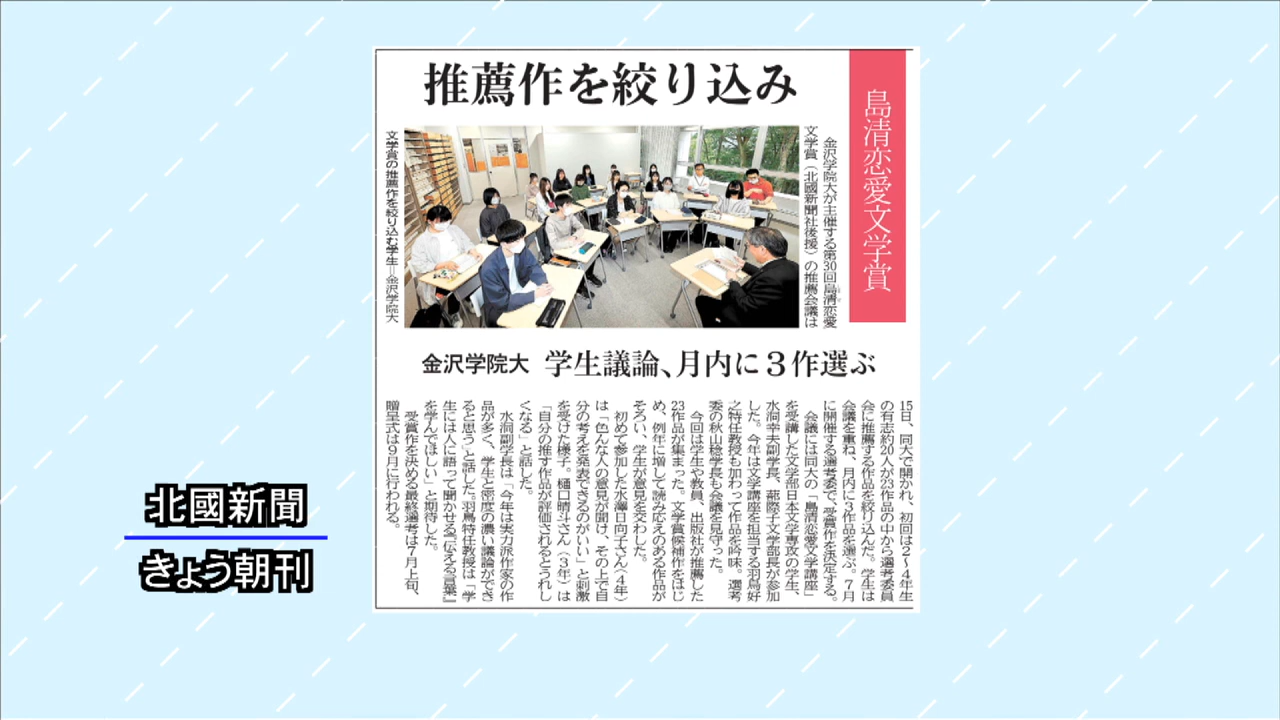 島清恋愛文学賞
推薦作を絞り込み
金沢学院大が主催する第30回島清恋愛
文学賞（北國新聞社後援）の推薦会議は
文学賞の推薦作を絞り込む学生＝金沢学院大
金沢学院大 学生議論、月内に３作選ぶ
15日、同大で開かれ、初回は２～４年生
の有志約20人が23作品の中から選考委員
会に推薦する作品を絞り込んだ。学生は
会議を重ね、月内に３作品を選ぶ。７月
に開催する選考委で、受賞作を決定する。
会議には同大の「島清恋愛文学講座」
を受講した文学部日本文学専攻の学生、
水洞幸夫副学長、蔀際子文学部長が参加
した。今年は文学講座を担当する羽鳥好
之特任教授も加わって作品を吟味。選考
委の秋山稔学長も会議を見守った。
今回は学生や教員、出版社が推薦した
23作品が集まった。文学賞候補作をはじ
め、例年に増して読み応えのある作品が
そろい、学生が意見を交わした。
初めて参加した水澤日向子さん（４年）
は「色んな人の意見が聞け、その上で自
分の考えを発表できるのがいい」と刺激
を受けた様子。樋口晴斗さん（３年）は
「自分の推す作品が評価されるとうれし
くなる」と話した。
水洞副学長は「今年は実力派作家の作
品が多く、学生と密度の濃い議論ができ
ると思う」と話した。羽鳥特任教授は「学
生には人に語って聞かせる『伝える言葉』
を学んでほしい」と期待した。
受賞作を決める最終選考は７月上旬、
贈呈式は９月に行われる。
北國新聞
きょう朝刊